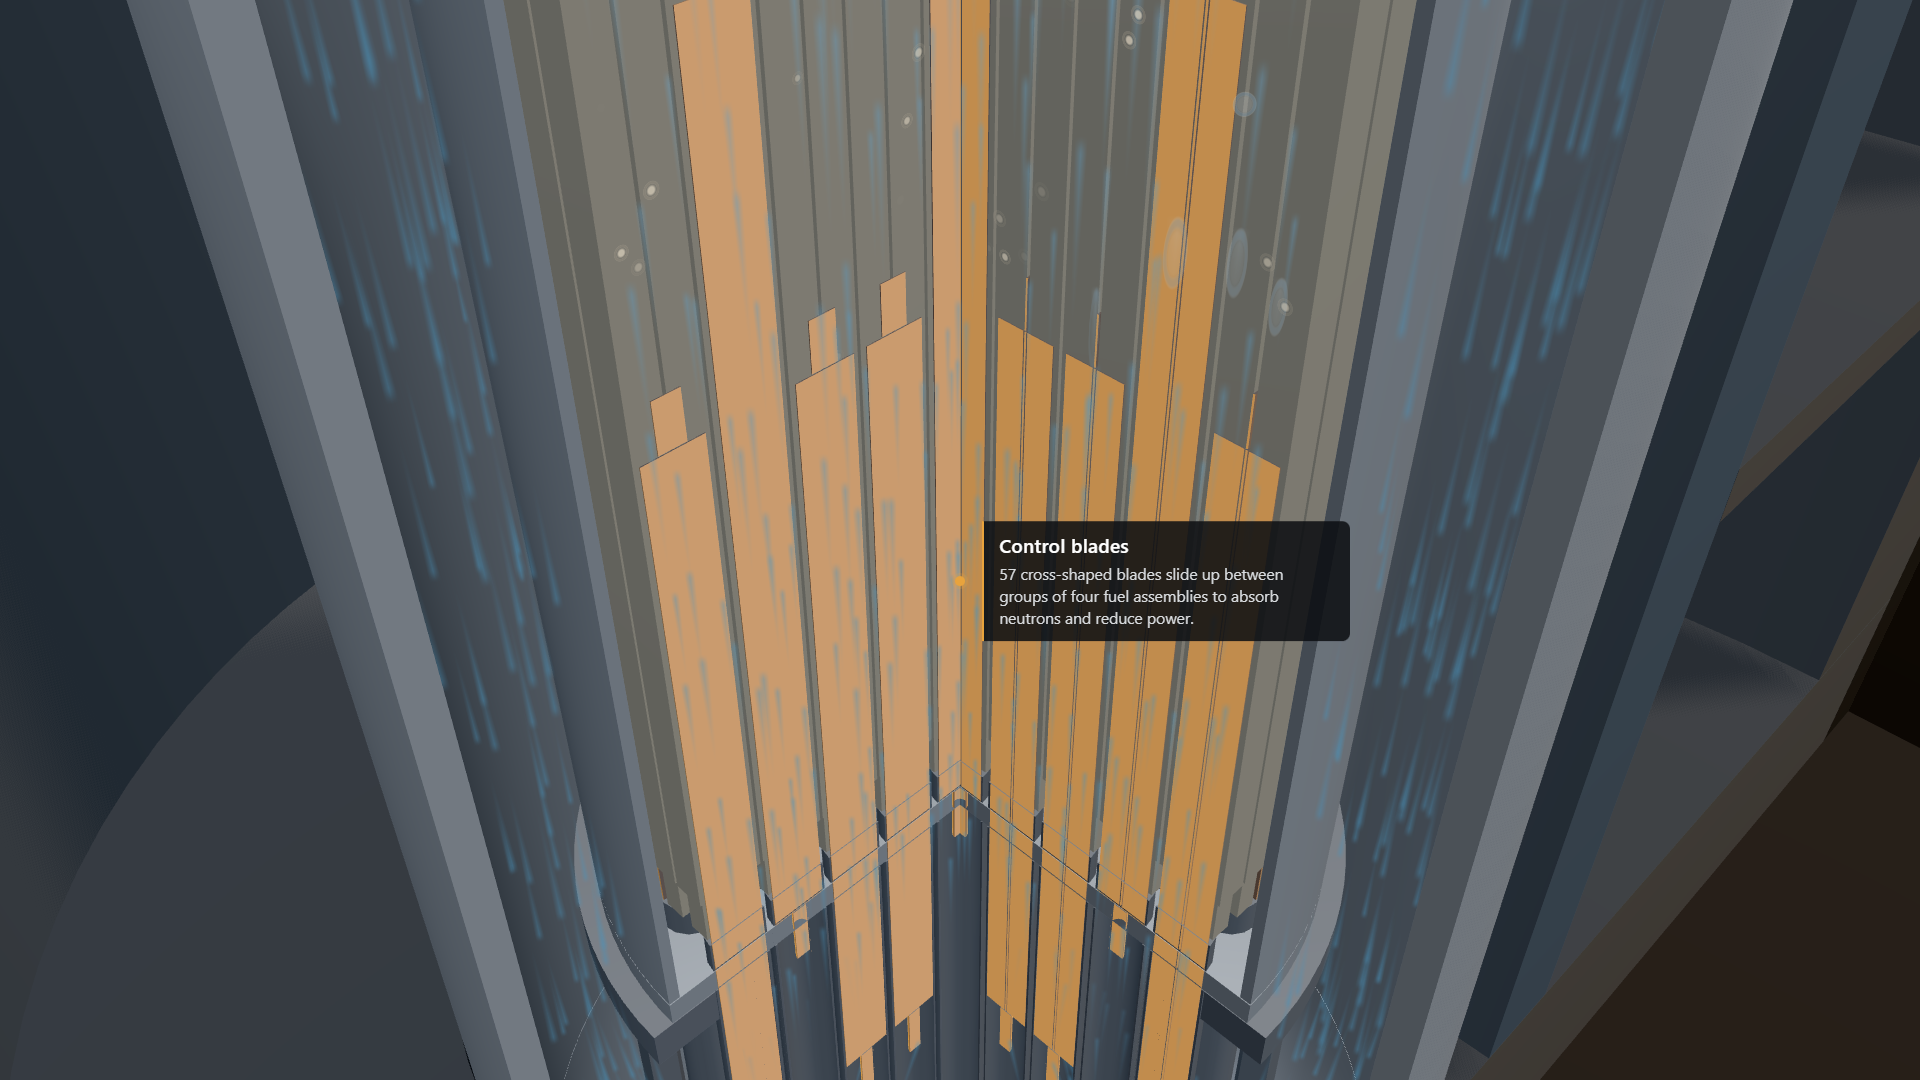 Control blades
57 cross-shaped blades slide up between
groups of four fuel assemblies to absorb
neutrons and reduce power.